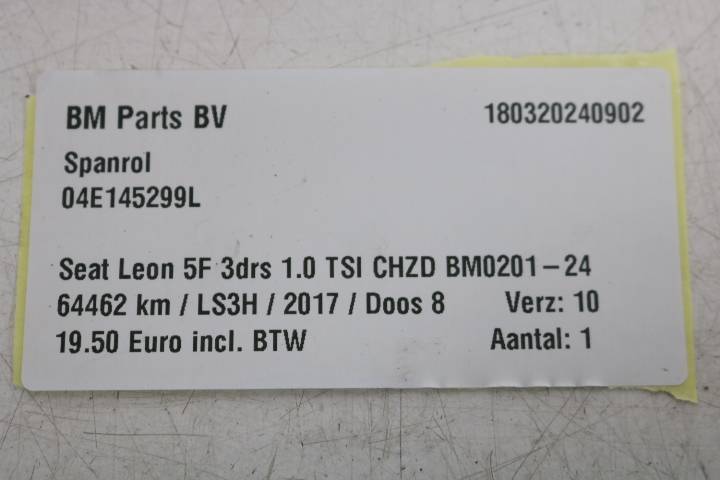 BM Parts BV 180320240902
Spanrol
04E145299L
Seat Leon 5F 3drs 1.0 TSI CHZD BM0201-24
64462 km / LS3H / 2017 / Doos 8 Verz: 10
19.50 Euro incl. BTW Aantal: 1